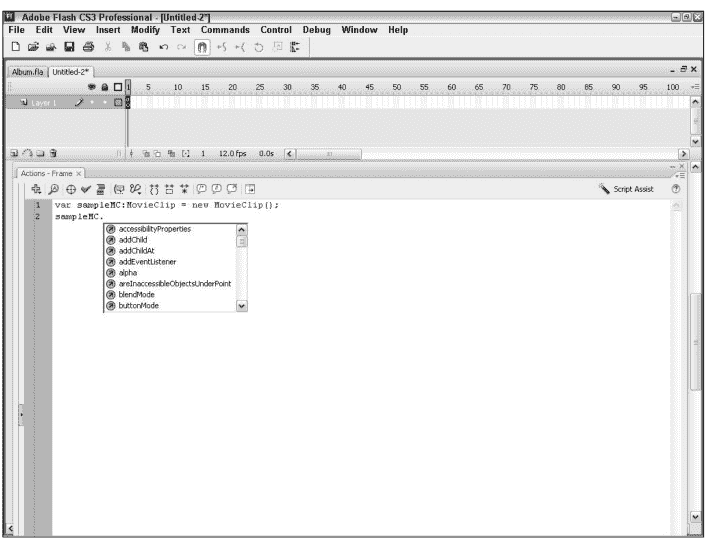 Adobe Flash CS3 Professional - [Untitled-2*]
File Edit View Insert Modify Text Commands Control Debug Window Help
Album.fla Untitled-2*
1 5 10 15 20 25 30 35 40 45 50 55 60 65 70 75 80 85 90 95 100
Layer 1
1 12.0 fps 0.0s
Actions - Frame ×
Script Assist
1 var sampleMC:MovieClip = new MovieClip();
2 sampleMC.
accessibilityProperties
addChild
addChildAt
addEventListener
alpha
areInaccessibleObjectsUnderPoint
blendMode
buttonMode